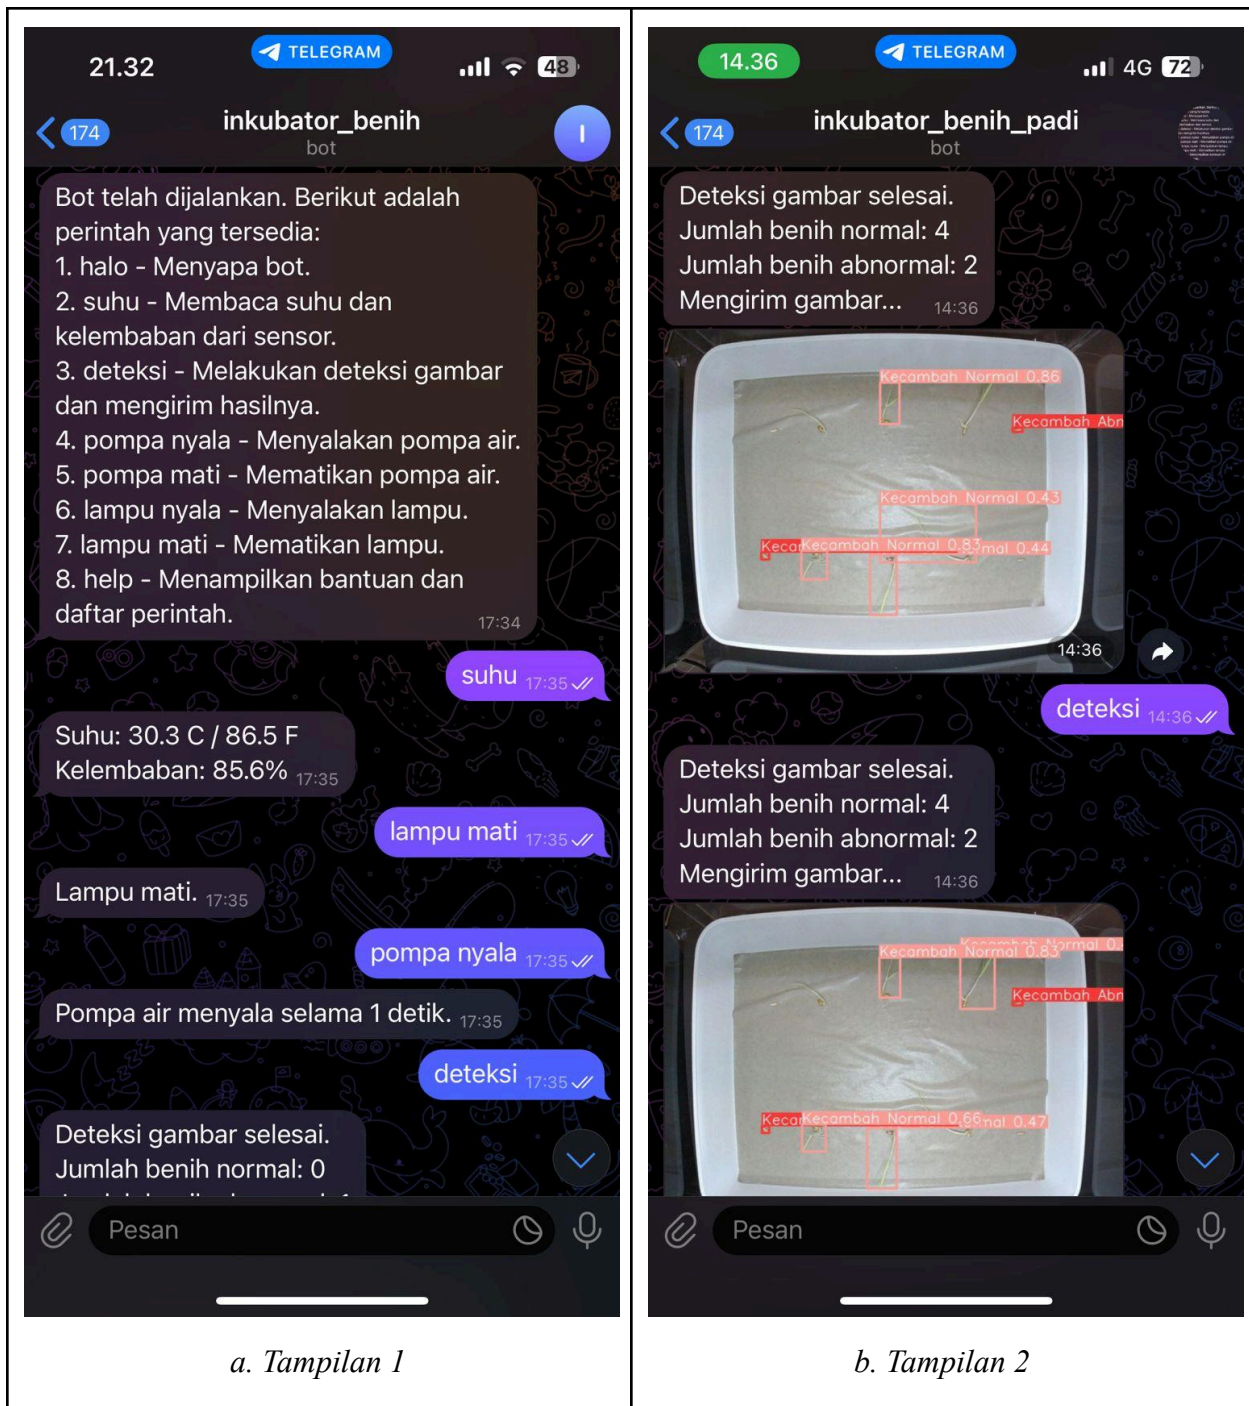 21.32
TELEGRAM
48
174
inkubator_benih
bot
I
Bot telah dijalankan. Berikut adalah
perintah yang tersedia:
1. halo - Menyapa bot.
2. suhu - Membaca suhu dan
kelembaban dari sensor.
3. deteksi - Melakukan deteksi gambar
dan mengirim hasilnya.
4. pompa nyala - Menyalakan pompa air.
5. pompa mati - Mematikan pompa air.
6. lampu nyala - Menyalakan lampu.
7. lampu mati - Mematikan lampu.
8. help - Menampilkan bantuan dan
daftar perintah.
17:34
suhu 17:35
Suhu: 30.3 C / 86.5 F
Kelembaban: 85.6% 17:35
lampu mati 17:35
Lampu mati. 17:35
pompa nyala 17:35
Pompa air menyala selama 1 detik. 17:35
deteksi 17:35
Deteksi gambar selesai.
Jumlah benih normal: 0
Pesan
a. Tampilan 1
14.36
TELEGRAM
4G 72
174
inkubator_benih_padi
bot
Deteksi gambar selesai.
Jumlah benih normal: 4
Jumlah benih abnormal: 2
Mengirim gambar... 14:36
Kecambah Normal 0.86
Kecambah Abn
Kecambah Normal 0.43
Kecambah Normal 0.83 mal 0.44
14:36
deteksi 14:36
Deteksi gambar selesai.
Jumlah benih normal: 4
Jumlah benih abnormal: 2
Mengirim gambar... 14:36
Kecambah Normal 0.83
Kecambah Abn
Kecambah Normal 0.66 nal 0.47
Pesan
b. Tampilan 2